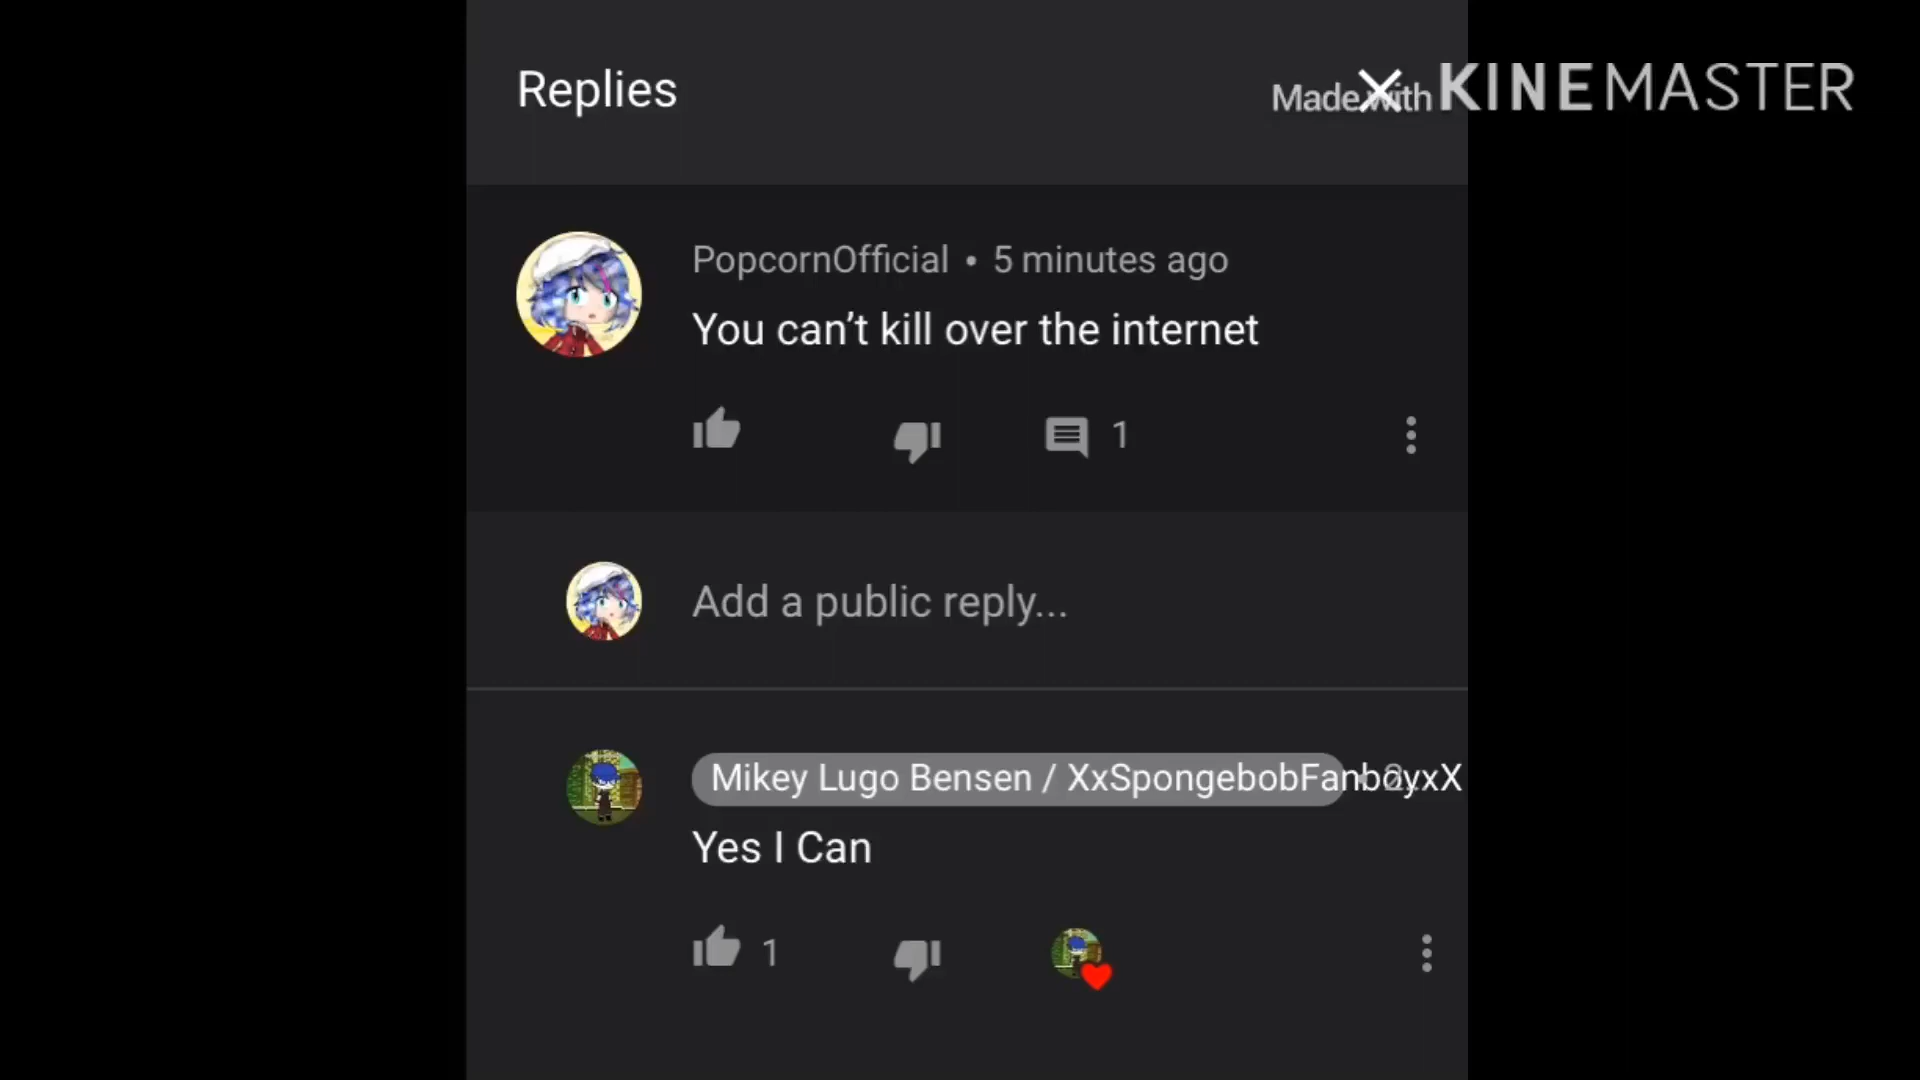 Replies
Made with KINEMASTER
PopcornOfficial • 5 minutes ago
You can’t kill over the internet
1
Add a public reply...
Mikey Lugo Bensen / XxSpongebobFanboyxX
Yes I Can
1